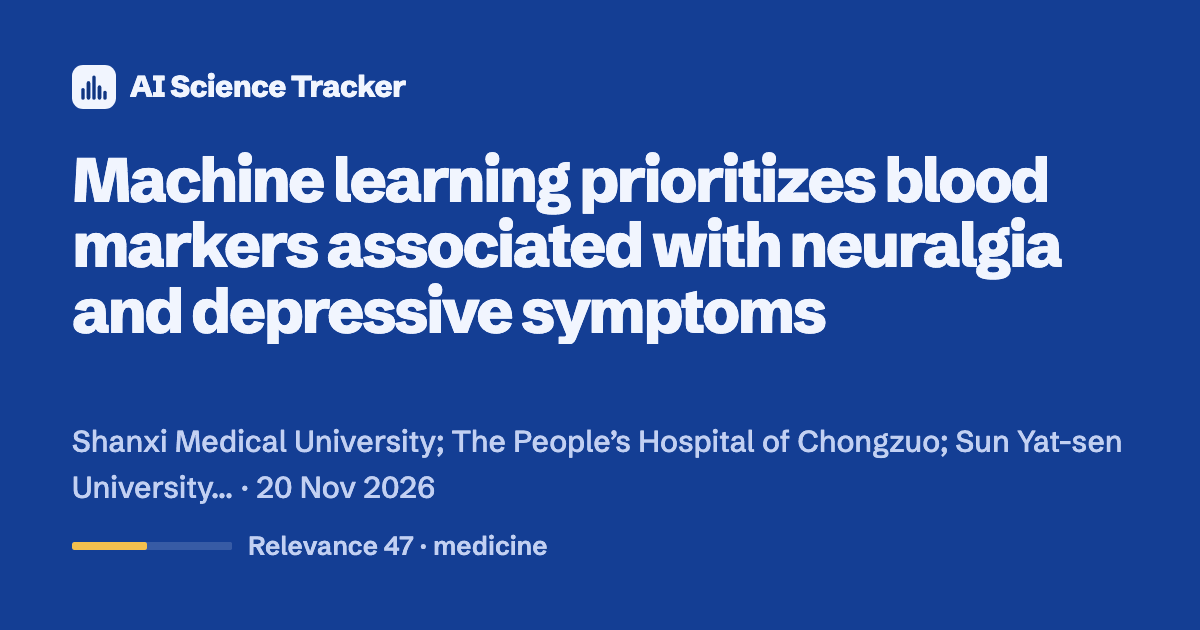 AI Science Tracker
Machine learning prioritizes blood
markers associated with neuralgia
and depressive symptoms
Shanxi Medical University; The People’s Hospital of Chongzuo; Sun Yat-sen
University... · 20 Nov 2026
Relevance 47 · medicine